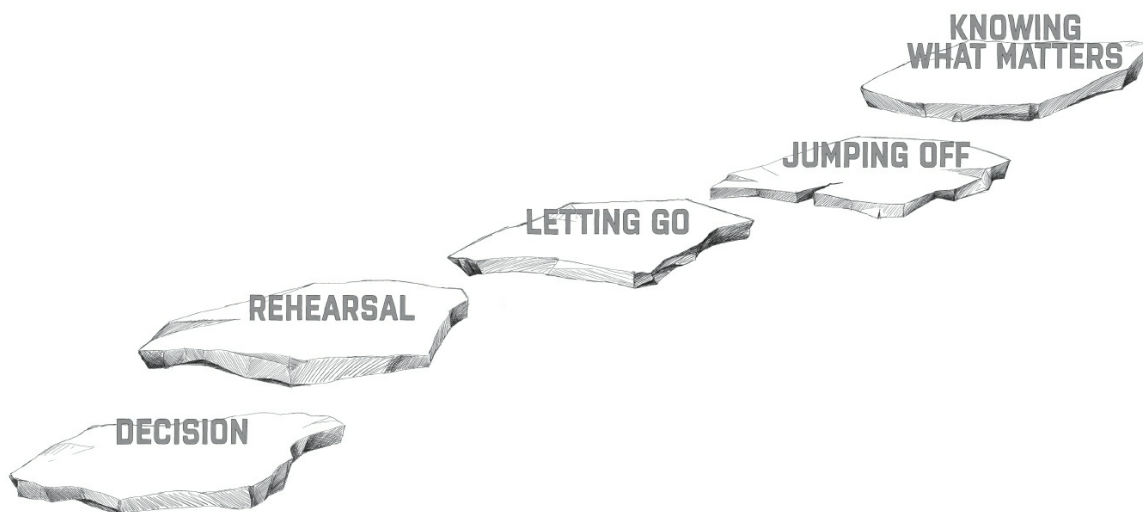 KNOWING
WHAT MATTERS
JUMPING OFF
LETTING GO
REHEARSAL
DECISION